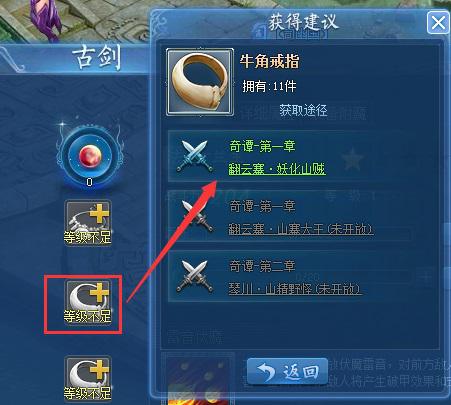 古剑
0
等级不足
等级不足
等级不足
获得建议
牛角戒指
拥有:11件
获取途径
奇谭-第一章
翻云寨·妖化山贼
奇谭-第一章
翻云寨·山寨大王(未开放)
奇谭-第二章
琴川·山精野怪(未开放)
返回